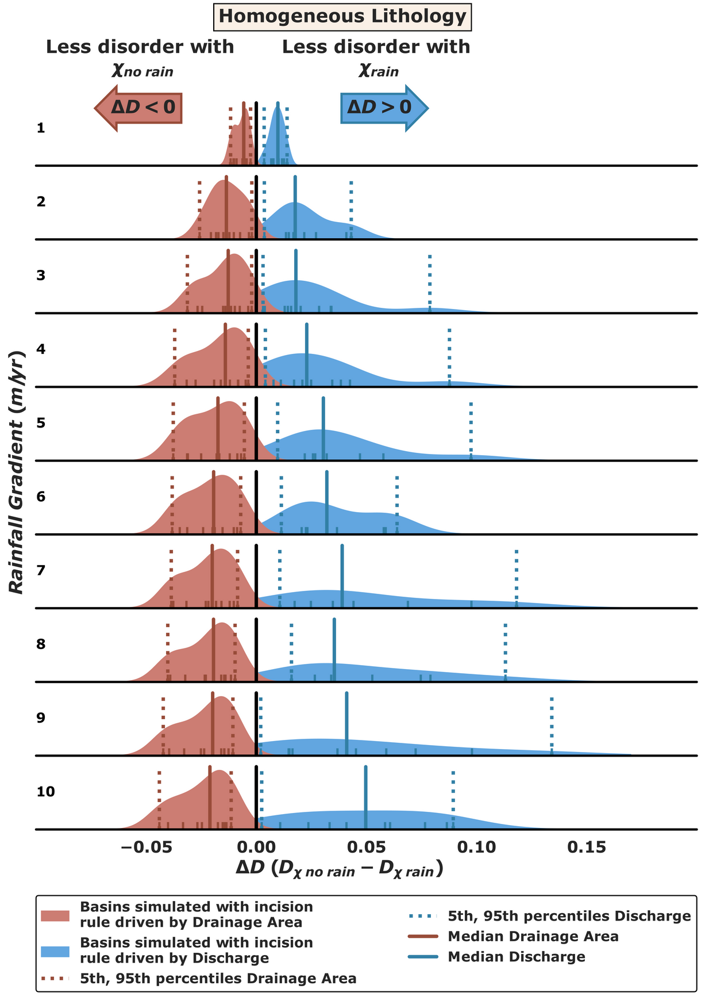 Homogeneous Lithology
Less disorder with
χno rain
Less disorder with
χrain
ΔD < 0
ΔD > 0
1
2
3
4
5
6
7
8
9
10
Rainfall Gradient (m/yr)
−0.05 0.00 0.05 0.10 0.15
ΔD (Dχ no rain − Dχ rain)
Basins simulated with incision
rule driven by Drainage Area
Basins simulated with incision
rule driven by Discharge
5th, 95th percentiles Drainage Area
5th, 95th percentiles Discharge
Median Drainage Area
Median Discharge